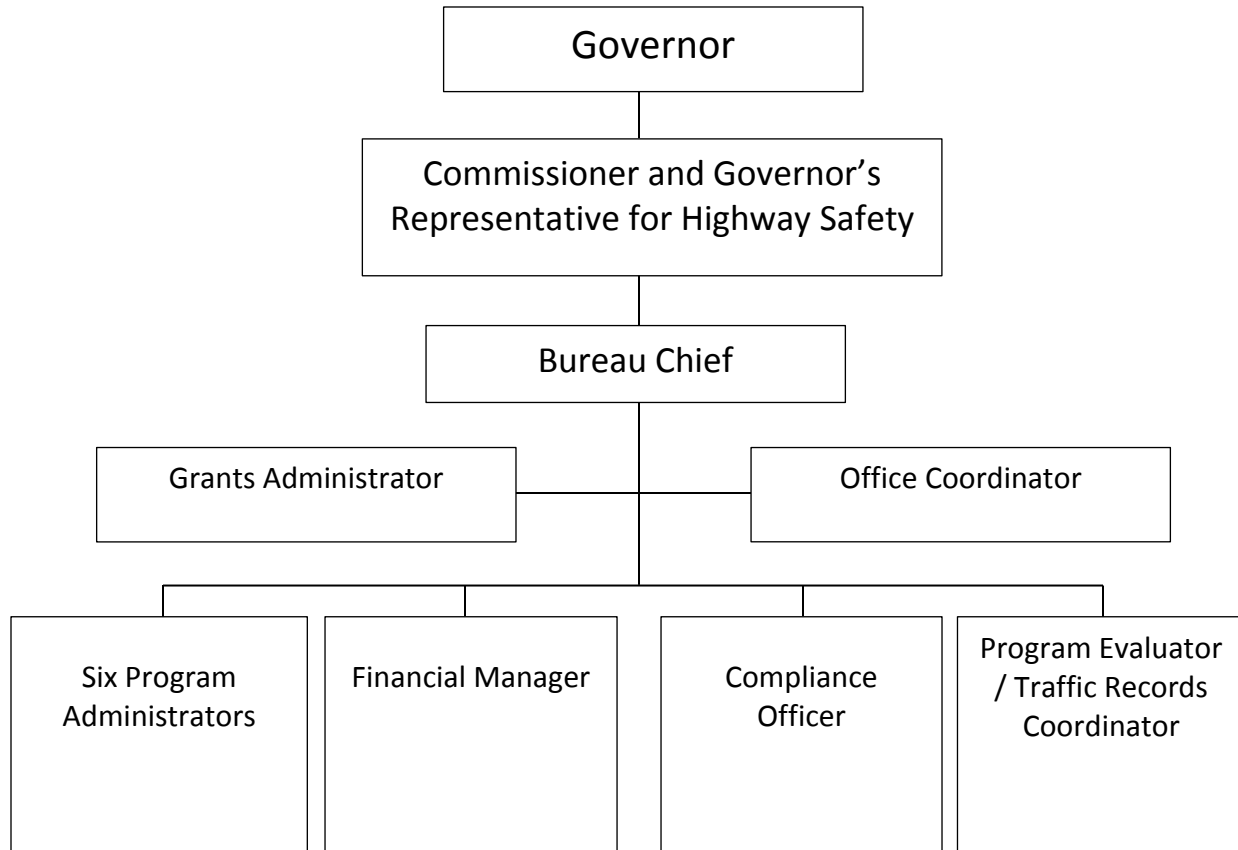 Governor
Commissioner and Governor’s
Representative for Highway Safety
Bureau Chief
Grants Administrator
Office Coordinator
Six Program
Administrators
Financial Manager
Compliance
Officer
Program Evaluator
/ Traffic Records
Coordinator